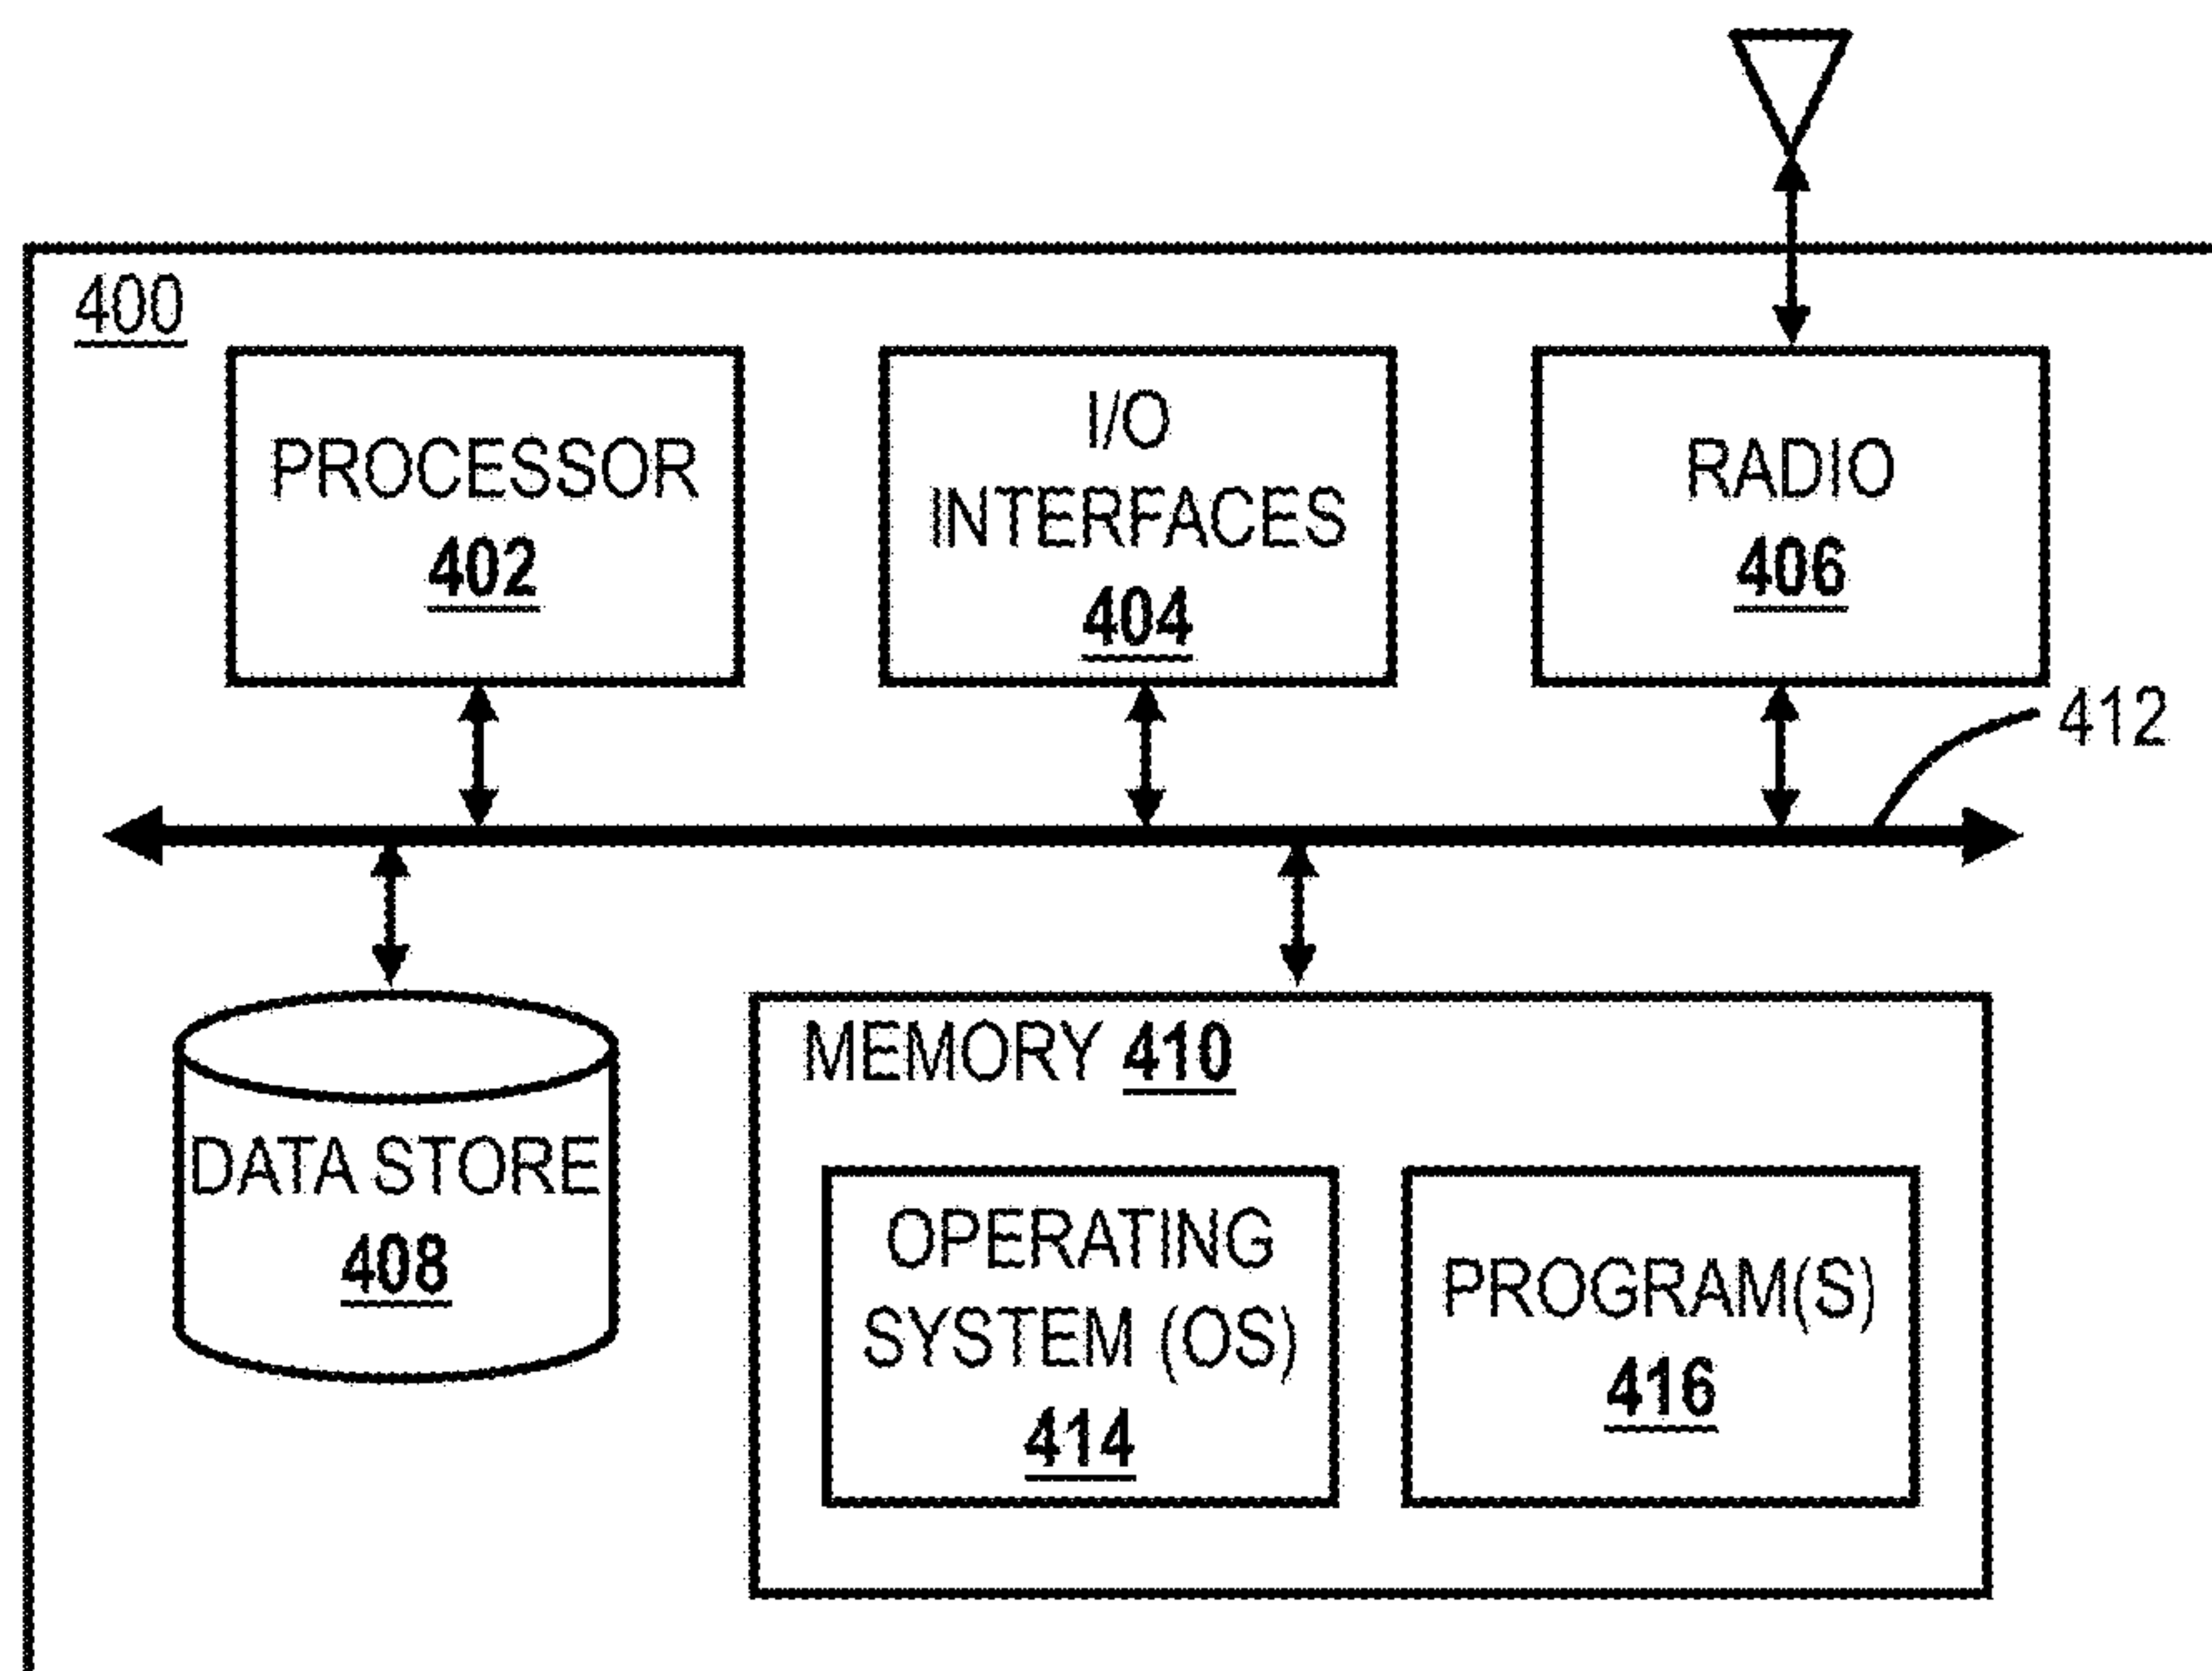 400
PROCESSOR
402
I/O
INTERFACES
404
RADIO
406
412
DATA STORE
408
MEMORY 410
OPERATING
SYSTEM (OS)
414
PROGRAM(S)
416